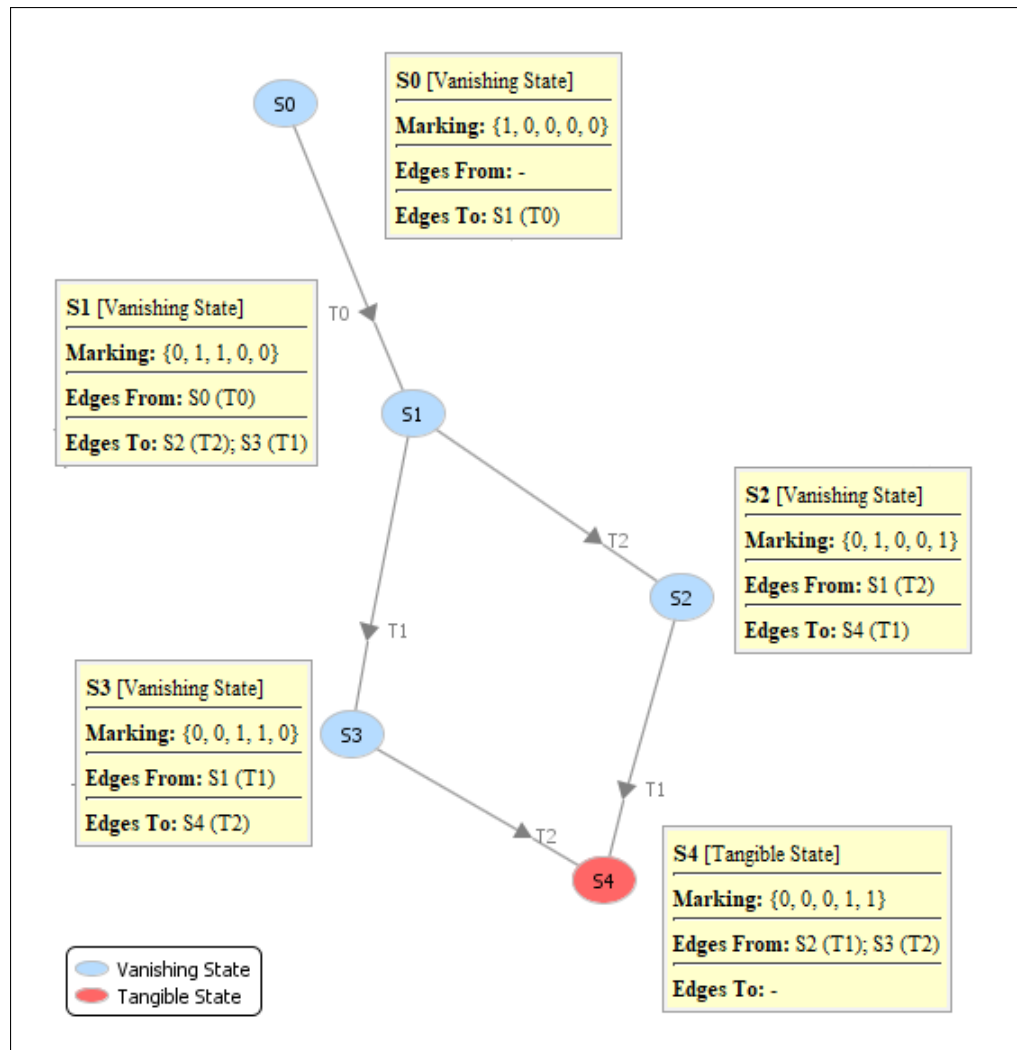 S0
S0 [Vanishing State]
Marking: {1, 0, 0, 0, 0}
Edges From: -
Edges To: S1 (T0)
S1 [Vanishing State]
Marking: {0, 1, 1, 0, 0}
Edges From: S0 (T0)
Edges To: S2 (T2); S3 (T1)
T0
S1
T2
S2 [Vanishing State]
Marking: {0, 1, 0, 0, 1}
Edges From: S1 (T2)
Edges To: S4 (T1)
S2
T1
S3 [Vanishing State]
Marking: {0, 0, 1, 1, 0}
Edges From: S1 (T1)
Edges To: S4 (T2)
S3
T1
T2
S4
S4 [Tangible State]
Marking: {0, 0, 0, 1, 1}
Edges From: S2 (T1); S3 (T2)
Edges To: -
Vanishing State
Tangible State